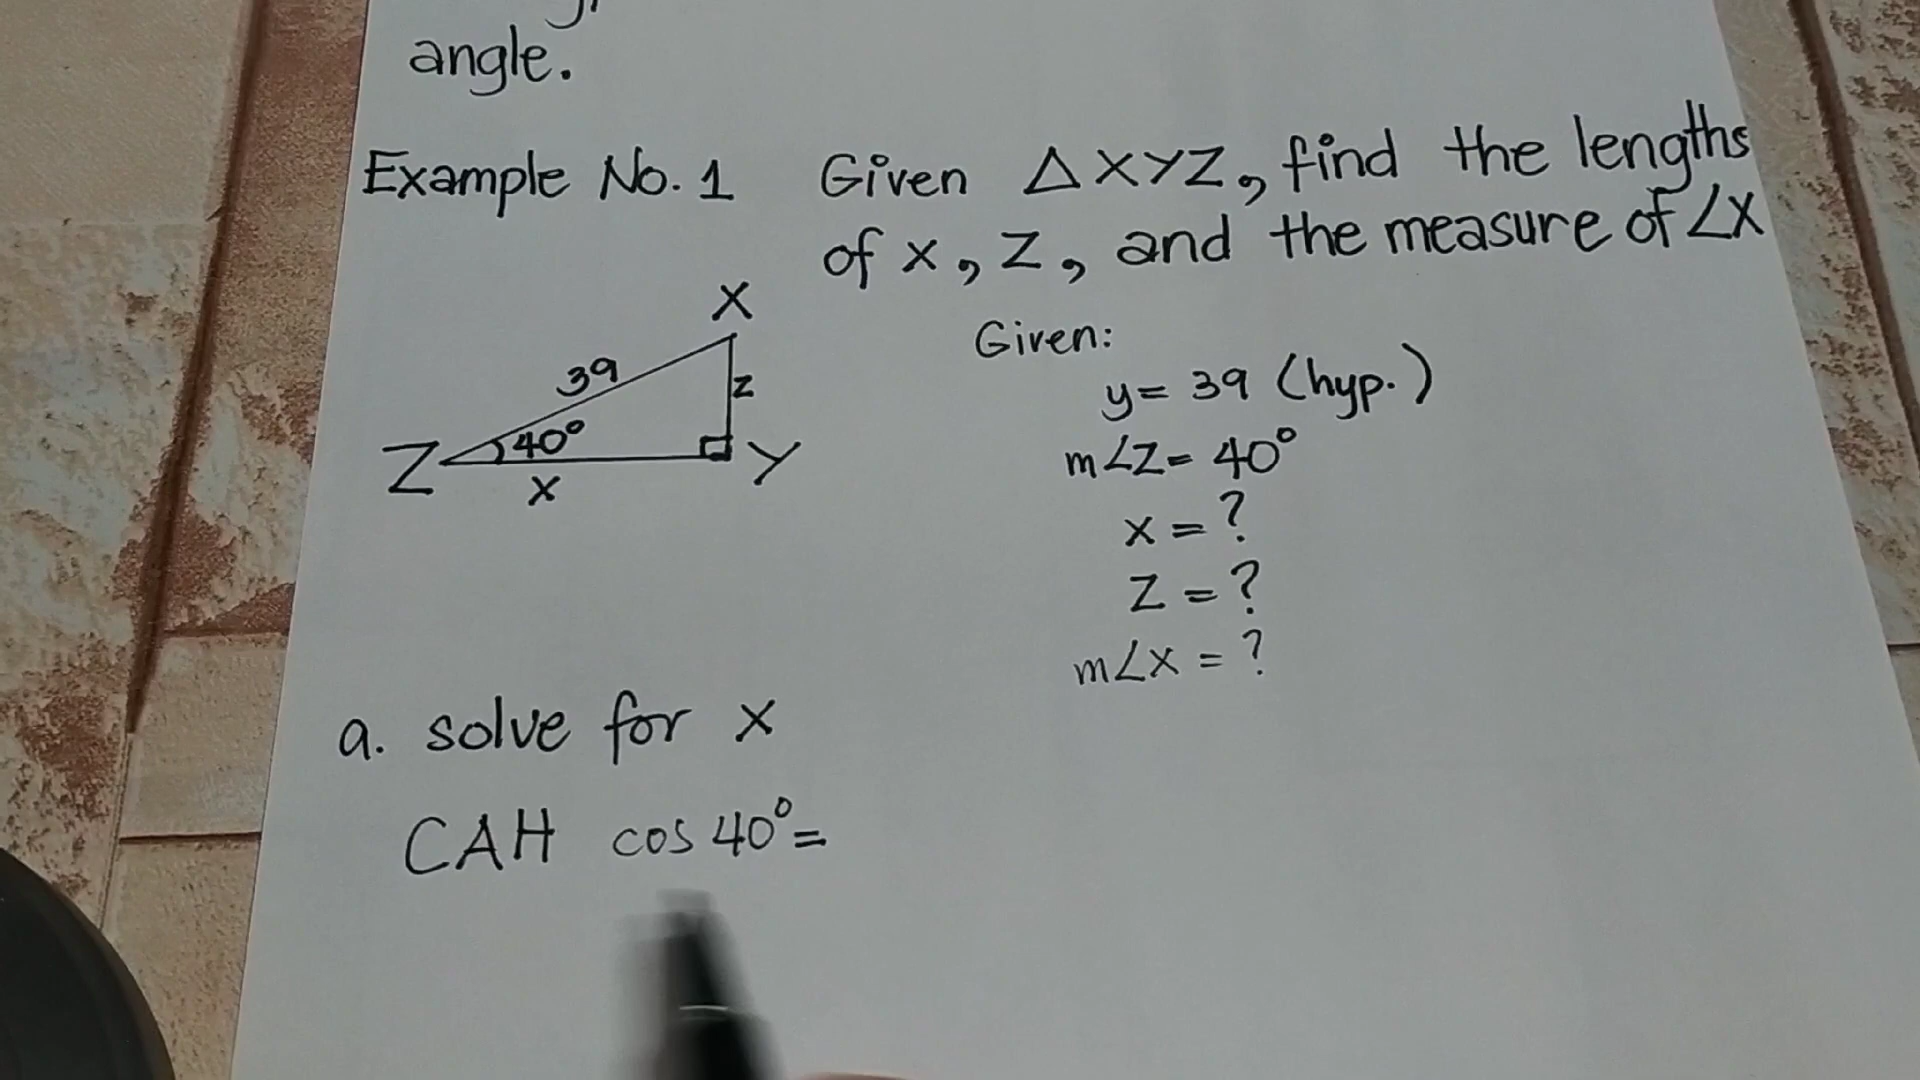 angle.
Example No. 1 Given △XYZ, find the lengths
of x, z, and the measure of ∠X
X
39
z
40°
Z
Y
x
Given:
y = 39 (hyp.)
m∠Z = 40°
x = ?
z = ?
m∠X = ?
a. solve for x
CAH cos 40° =